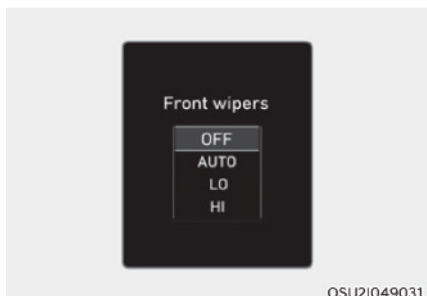 Front wipers
OFF
AUTO
LO
HI
OSU2I049031